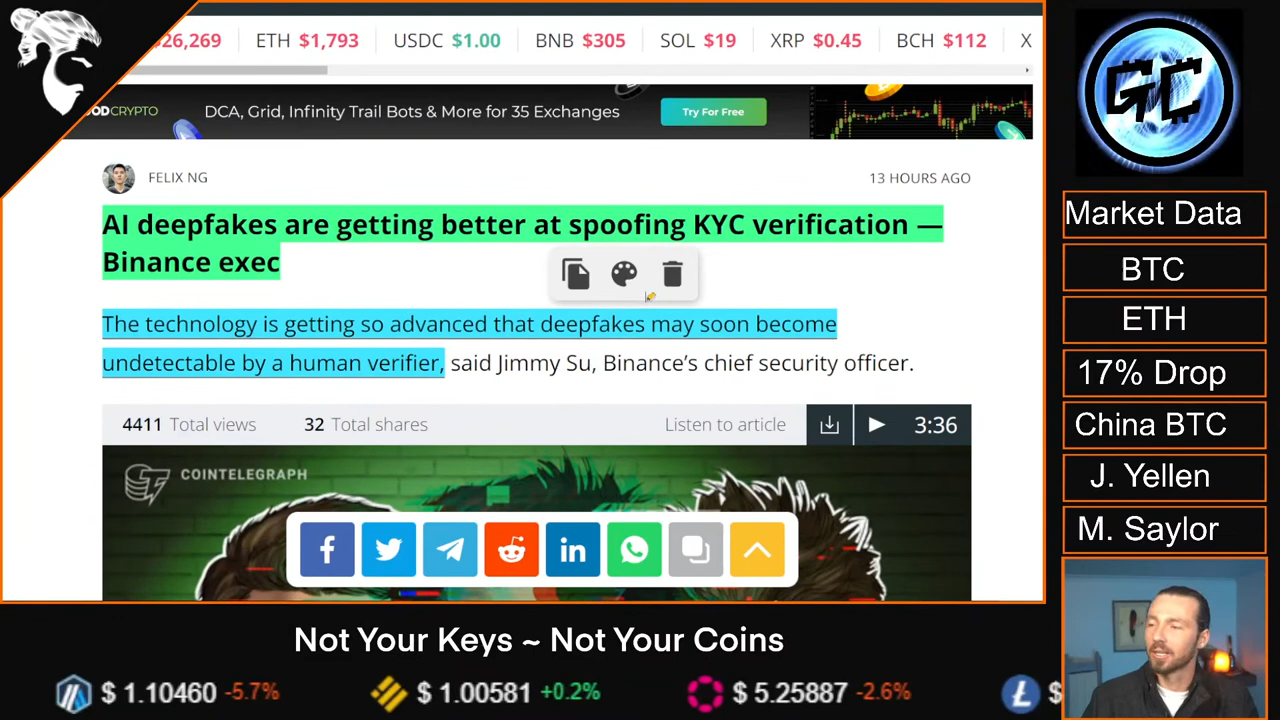 $26,269 ETH $1,793 USDC $1.00 BNB $305 SOL $19 XRP $0.45 BCH $112 X
GC
DCA, Grid, Infinity Trail Bots & More for 35 Exchanges Try For Free
FELIX NG 13 HOURS AGO
AI deepfakes are getting better at spoofing KYC verification —
Binance exec
The technology is getting so advanced that deepfakes may soon become
undetectable by a human verifier, said Jimmy Su, Binance’s chief security officer.
4411 Total views 32 Total shares Listen to article 3:36
COINTELEGRAPH
Market Data
BTC
ETH
17% Drop
China BTC
J. Yellen
M. Saylor
Not Your Keys ~ Not Your Coins
$ 1.10460 -5.7% $ 1.00581 +0.2% $ 5.25887 -2.6% $